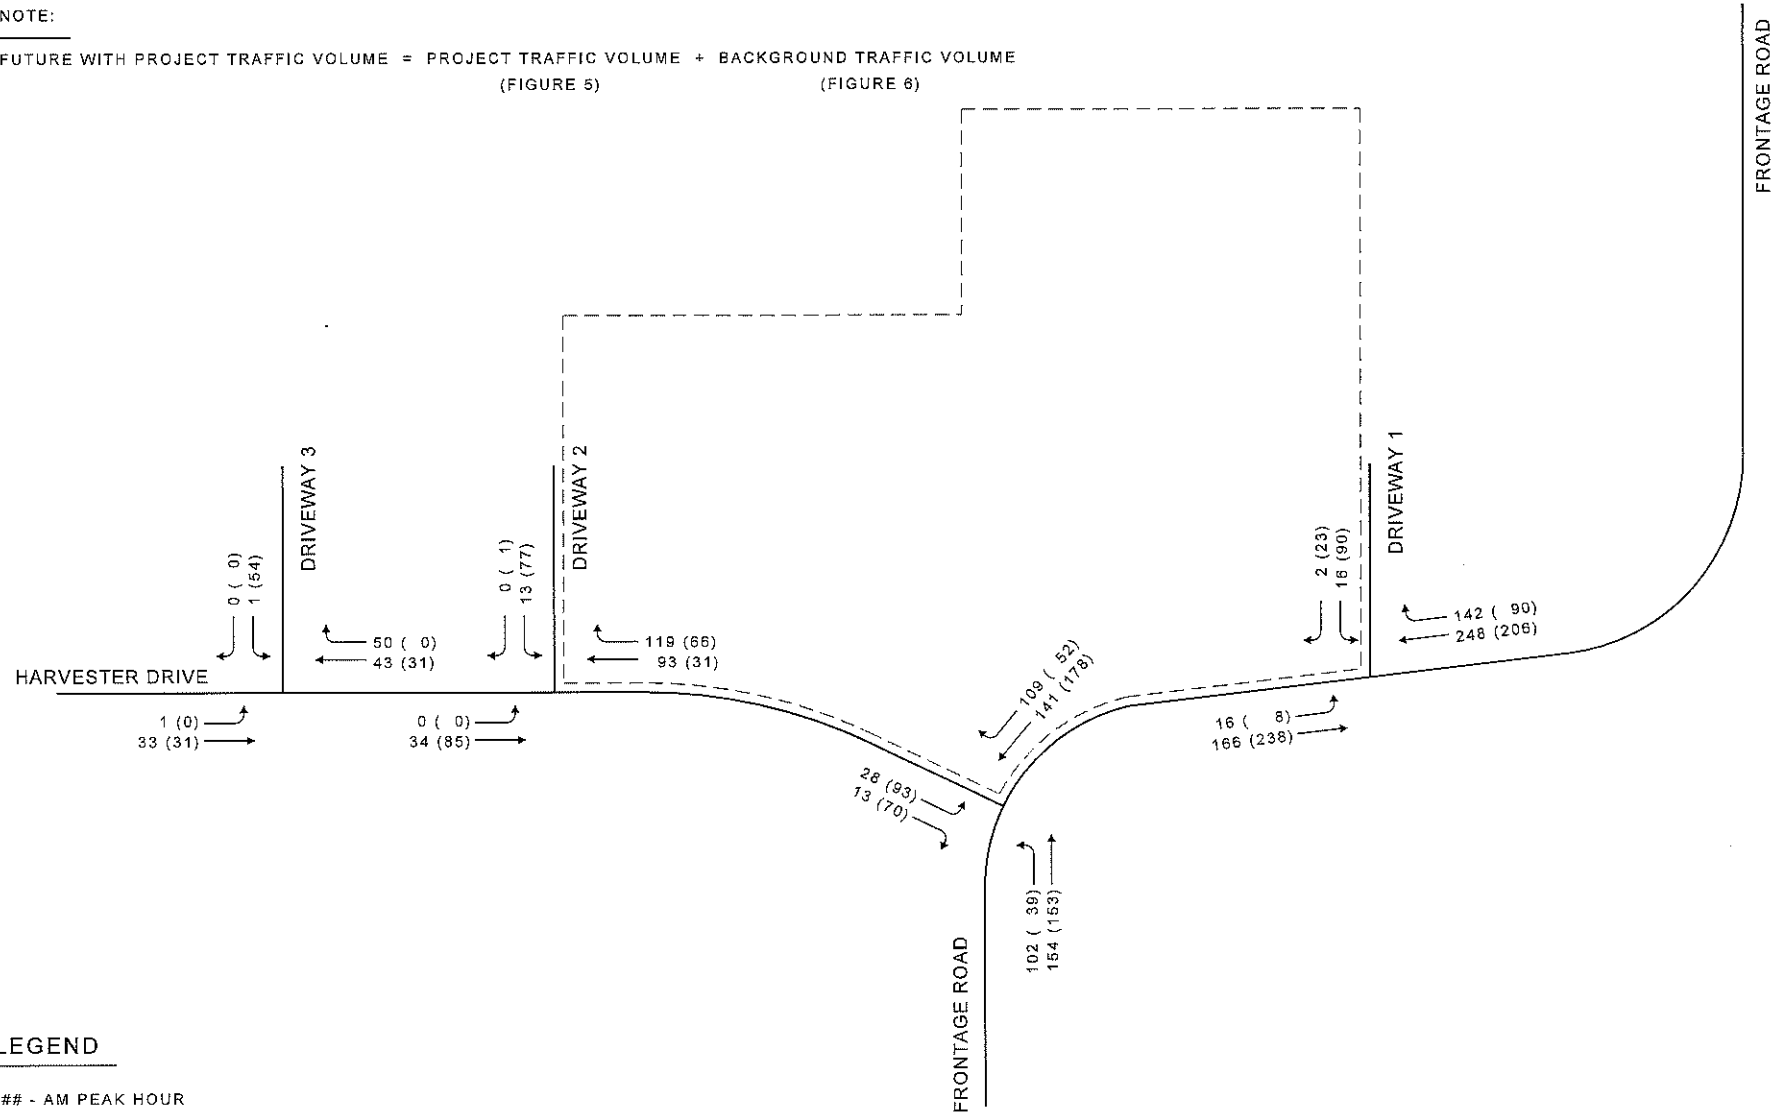 NOTE:
FUTURE WITH PROJECT TRAFFIC VOLUME = PROJECT TRAFFIC VOLUME + BACKGROUND TRAFFIC VOLUME
(FIGURE 5) (FIGURE 6)
FRONTAGE ROAD
DRIVEWAY 3
DRIVEWAY 2
DRIVEWAY 1
0 ( 0)
1 (54)
0 ( 1)
13 (77)
2 (23)
16 (90)
50 ( 0)
43 (31)
119 (66)
93 (31)
142 ( 90)
248 (206)
109 ( 52)
141 (178)
HARVESTER DRIVE
1 (0)
33 (31)
0 ( 0)
34 (85)
16 ( 8)
166 (238)
28 (93)
13 (70)
102 ( 39)
154 (153)
FRONTAGE ROAD
LEGEND
## - AM PEAK HOUR